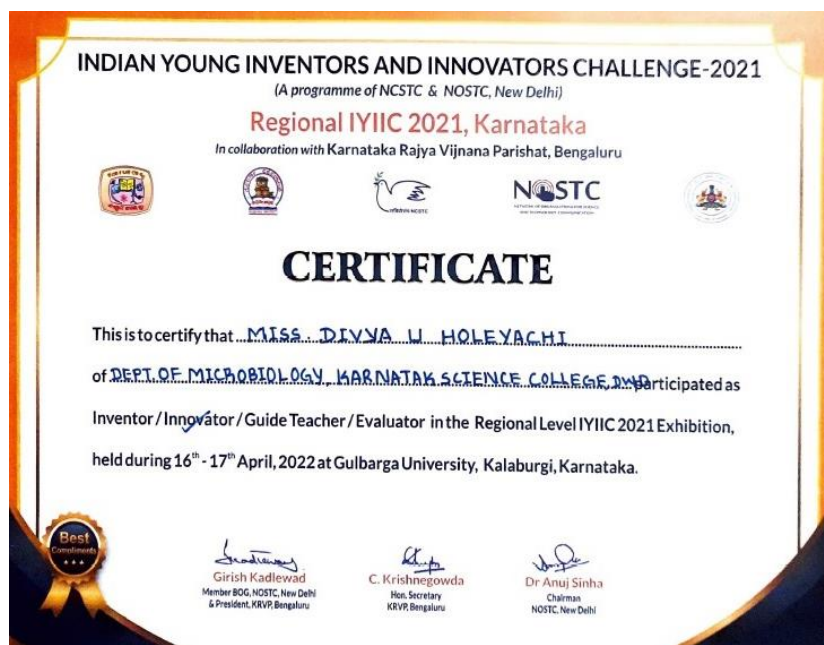 INDIAN YOUNG INVENTORS AND INNOVATORS CHALLENGE-2021
(A programme of NCSTC & NOSTC, New Delhi)
Regional IYIIC 2021, Karnataka
In collaboration with Karnataka Rajya Vijnana Parishat, Bengaluru
NOSTC
CERTIFICATE
This is to certify that MISS. DIVYA U HOLEYACHI
of DEPT. OF MICROBIOLOGY, KARNATAK SCIENCE COLLEGE, DWD participated as
Inventor / Innovator / Guide Teacher / Evaluator in the Regional Level IYIIC 2021 Exhibition,
held during 16th - 17th April, 2022 at Gulbarga University, Kalaburgi, Karnataka.
Best
Compliments
Girish Kadlewad
Member BOG, NOSTC, New Delhi
& President, KRVP, Bengaluru
C. Krishnegowda
Hon. Secretary
KRVP, Bengaluru
Dr Anuj Sinha
Chairman
NOSTC, New Delhi